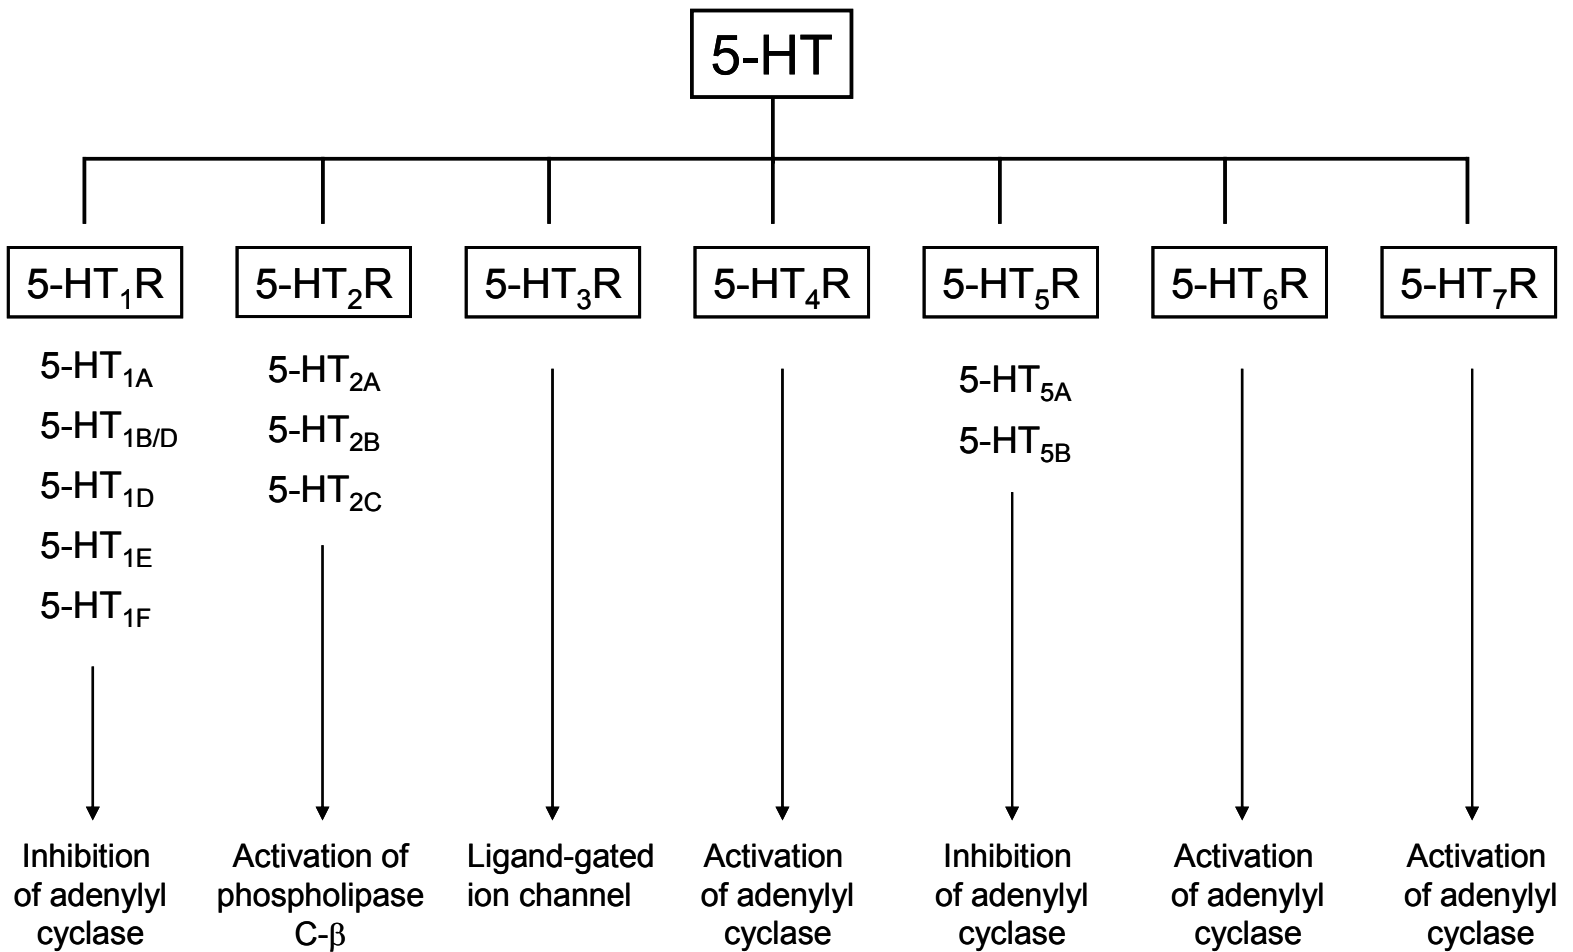 5-HT
5-HT1R
5-HT2R
5-HT3R
5-HT4R
5-HT5R
5-HT6R
5-HT7R
5-HT1A
5-HT1B/D
5-HT1D
5-HT1E
5-HT1F
5-HT2A
5-HT2B
5-HT2C
5-HT5A
5-HT5B
Inhibition
of adenylyl
cyclase
Activation of
phospholipase
C-β
Ligand-gated
ion channel
Activation
of adenylyl
cyclase
Inhibition
of adenylyl
cyclase
Activation
of adenylyl
cyclase
Activation
of adenylyl
cyclase